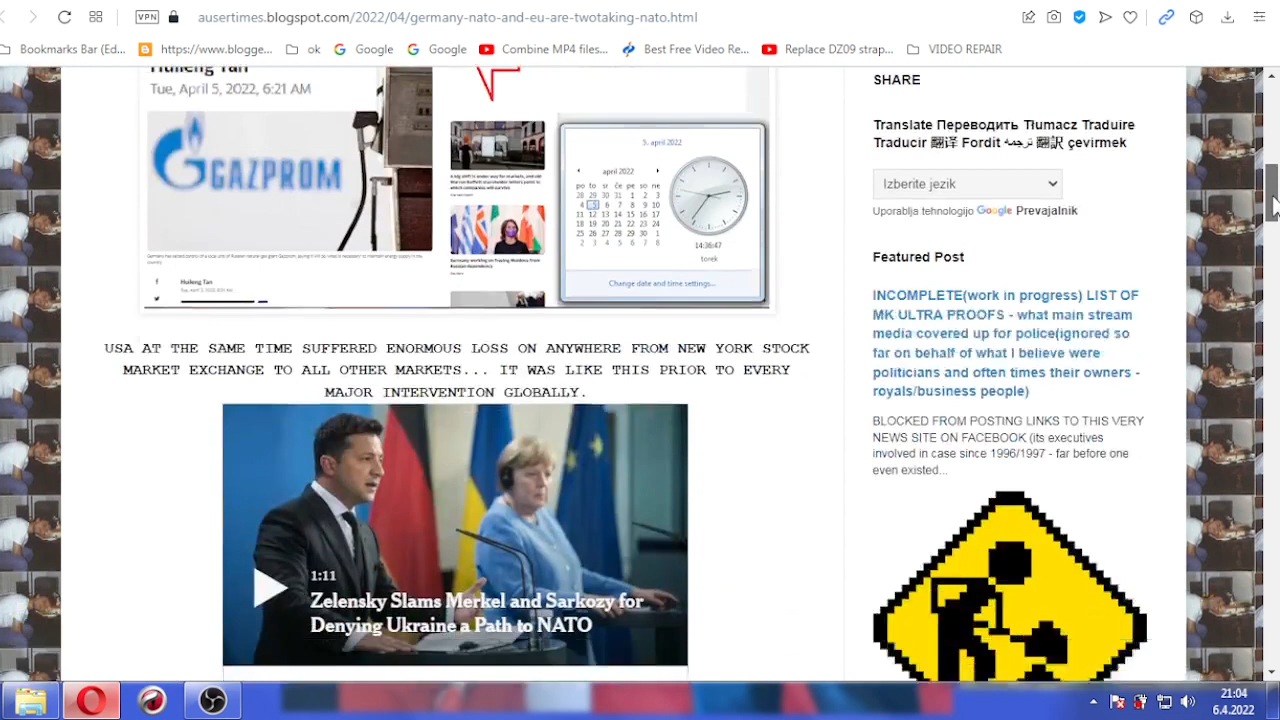 VPN
ausertimes.blogspot.com/2022/04/germany-nato-and-eu-are-twotaking-nato.html
Bookmarks Bar (Ed... https://www.blogge... ok Google Google Combine MP4 files... Best Free Video Re... Replace DZ09 strap... VIDEO REPAIR
Huileng Tan
Tue, April 5, 2022, 6:21 AM
GAZPROM
Huileng Tan
5. april 2022
april 2022
po to sr če pe so ne
28 29 30 31 1 2 3
4 5 6 7 8 9 10
11 12 13 14 15 16 17
18 19 20 21 22 23 24
25 26 27 28 29 30 1
2 3 4 5 6 7 8
14:36:47
torek
Change date and time settings...
USA AT THE SAME TIME SUFFERED ENORMOUS LOSS ON ANYWHERE FROM NEW YORK STOCK
MARKET EXCHANGE TO ALL OTHER MARKETS... IT WAS LIKE THIS PRIOR TO EVERY
MAJOR INTERVENTION GLOBALLY.
1:11
Zelensky Slams Merkel and Sarkozy for
Denying Ukraine a Path to NATO
SHARE
Translate Переводить Tłumacz Traduire
Traducir 翻译 Fordit ترجمه 翻訳 çevirmek
Izberite jezik
Uporablja tehnologijo Google Prevajalnik
Featured Post
INCOMPLETE(work in progress) LIST OF
MK ULTRA PROOFS - what main stream
media covered up for police(ignored so
far on behalf of what I believe were
politicians and often times their owners -
royals/business people)
BLOCKED FROM POSTING LINKS TO THIS VERY
NEWS SITE ON FACEBOOK (its executives
involved in case since 1996/1997 - far before one
even existed...
21:04
6.4.2022